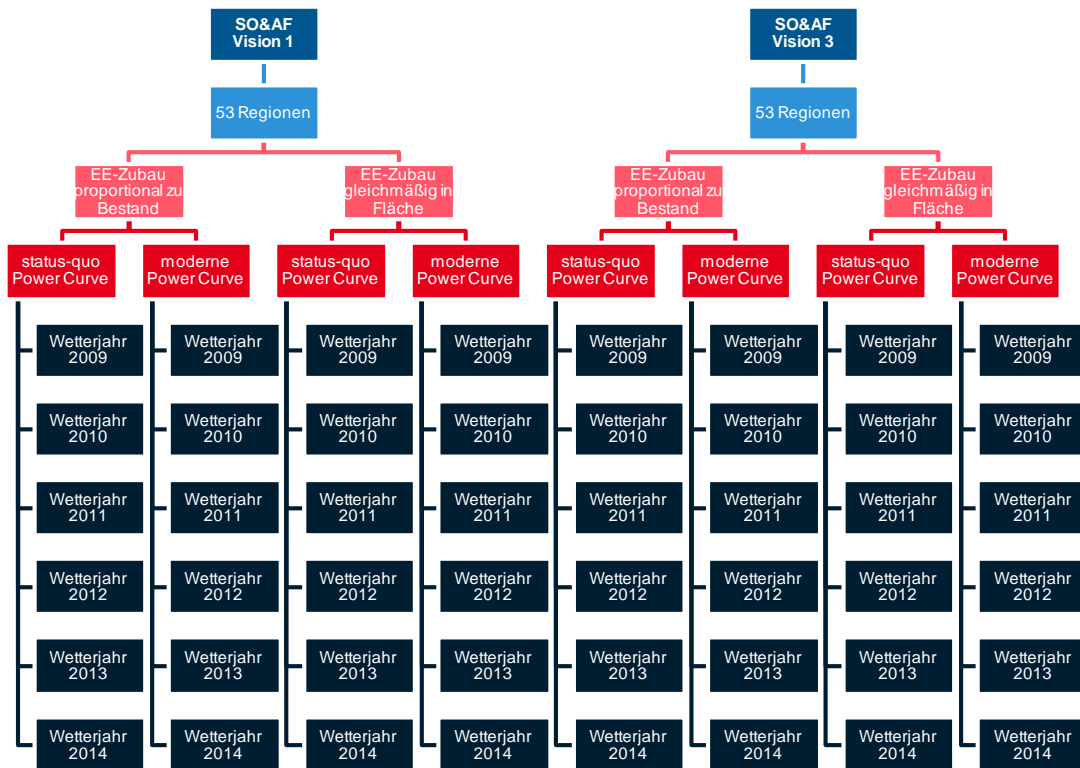 SO&AF
Vision 1
SO&AF
Vision 3
53 Regionen
53 Regionen
EE-Zubau
proportional zu
Bestand
EE-Zubau
gleichmäßig in
Fläche
EE-Zubau
proportional zu
Bestand
EE-Zubau
gleichmäßig in
Fläche
status-quo
Power Curve
moderne
Power Curve
status-quo
Power Curve
moderne
Power Curve
status-quo
Power Curve
moderne
Power Curve
status-quo
Power Curve
moderne
Power Curve
Wetterjahr
2009
Wetterjahr
2009
Wetterjahr
2009
Wetterjahr
2009
Wetterjahr
2009
Wetterjahr
2009
Wetterjahr
2009
Wetterjahr
2009
Wetterjahr
2010
Wetterjahr
2010
Wetterjahr
2010
Wetterjahr
2010
Wetterjahr
2010
Wetterjahr
2010
Wetterjahr
2010
Wetterjahr
2010
Wetterjahr
2011
Wetterjahr
2011
Wetterjahr
2011
Wetterjahr
2011
Wetterjahr
2011
Wetterjahr
2011
Wetterjahr
2011
Wetterjahr
2011
Wetterjahr
2012
Wetterjahr
2012
Wetterjahr
2012
Wetterjahr
2012
Wetterjahr
2012
Wetterjahr
2012
Wetterjahr
2012
Wetterjahr
2012
Wetterjahr
2013
Wetterjahr
2013
Wetterjahr
2013
Wetterjahr
2013
Wetterjahr
2013
Wetterjahr
2013
Wetterjahr
2013
Wetterjahr
2013
Wetterjahr
2014
Wetterjahr
2014
Wetterjahr
2014
Wetterjahr
2014
Wetterjahr
2014
Wetterjahr
2014
Wetterjahr
2014
Wetterjahr
2014